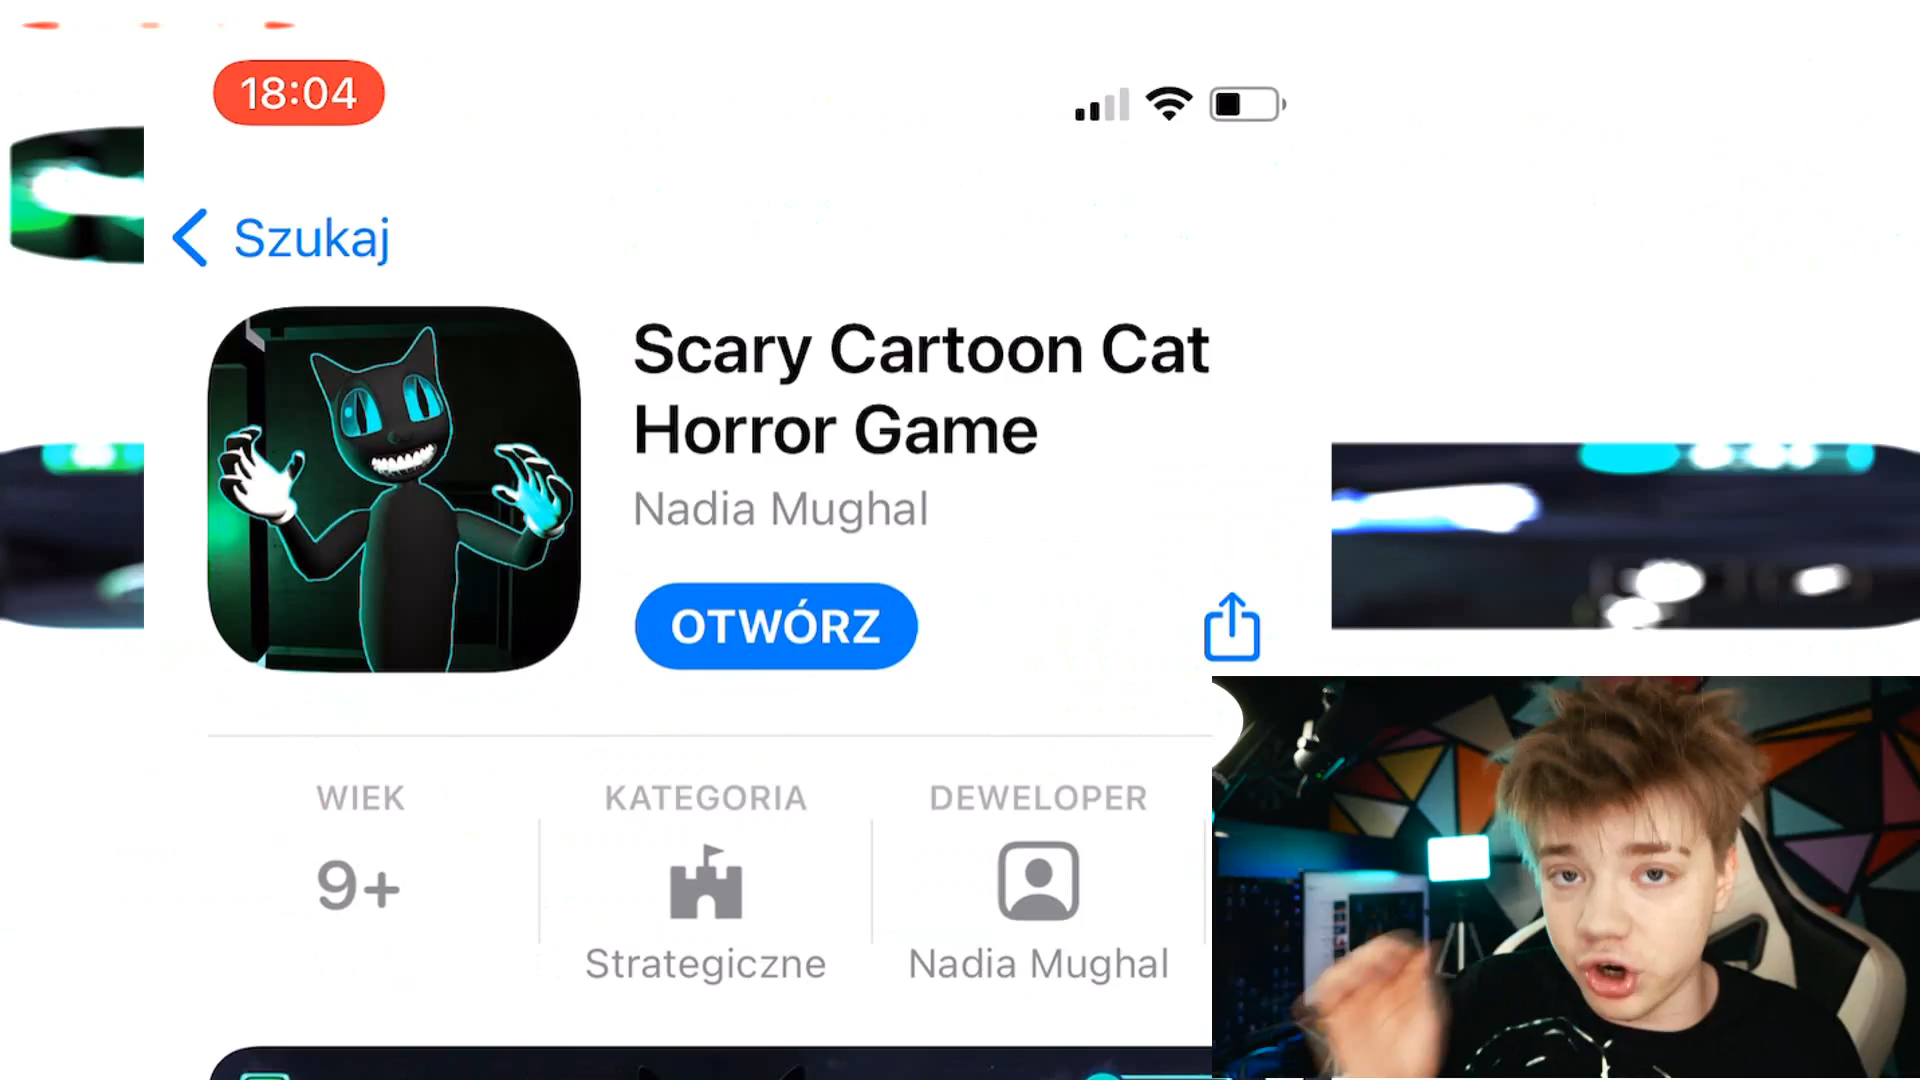 18:04
Szukaj
Scary Cartoon Cat
Horror Game
Nadia Mughal
OTWÓRZ
WIEK
9+
KATEGORIA
Strategiczne
DEWELOPER
Nadia Mughal